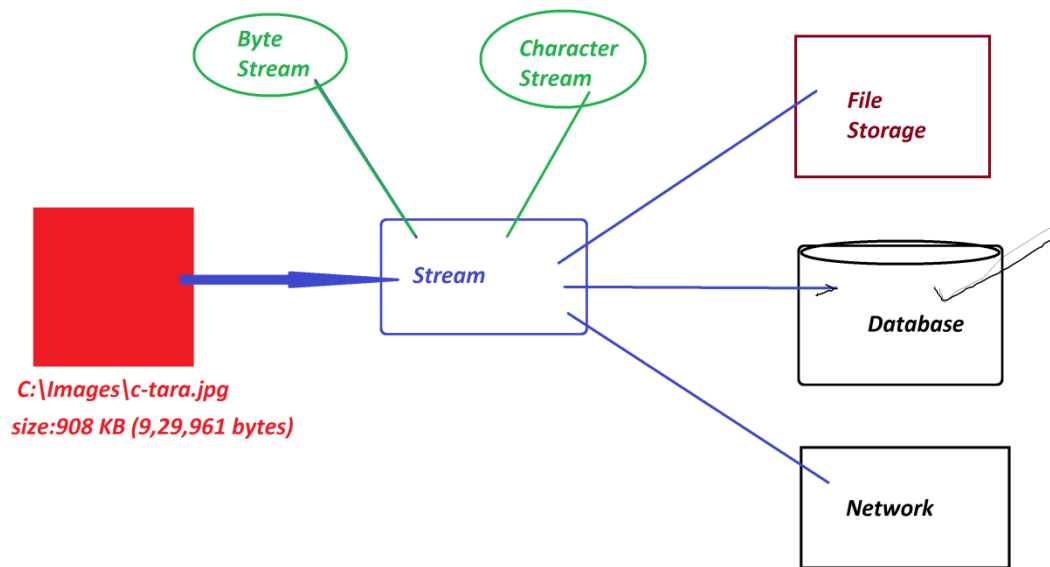 Byte
Stream
Character
Stream
File
Storage
Stream
Database
C:\Images\c-tara.jpg
size:908 KB (9,29,961 bytes)
Network